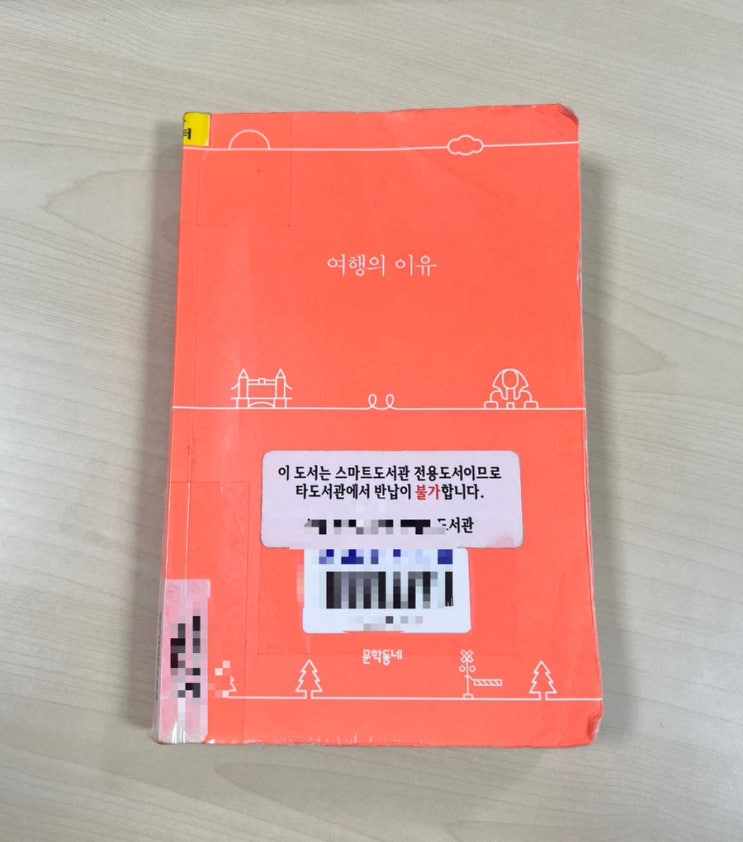 터
여행의 이유
이 도서는 스마트도서관 전용도서이므로
타도서관에서 반납이 불가합니다.
도서관
문학동네